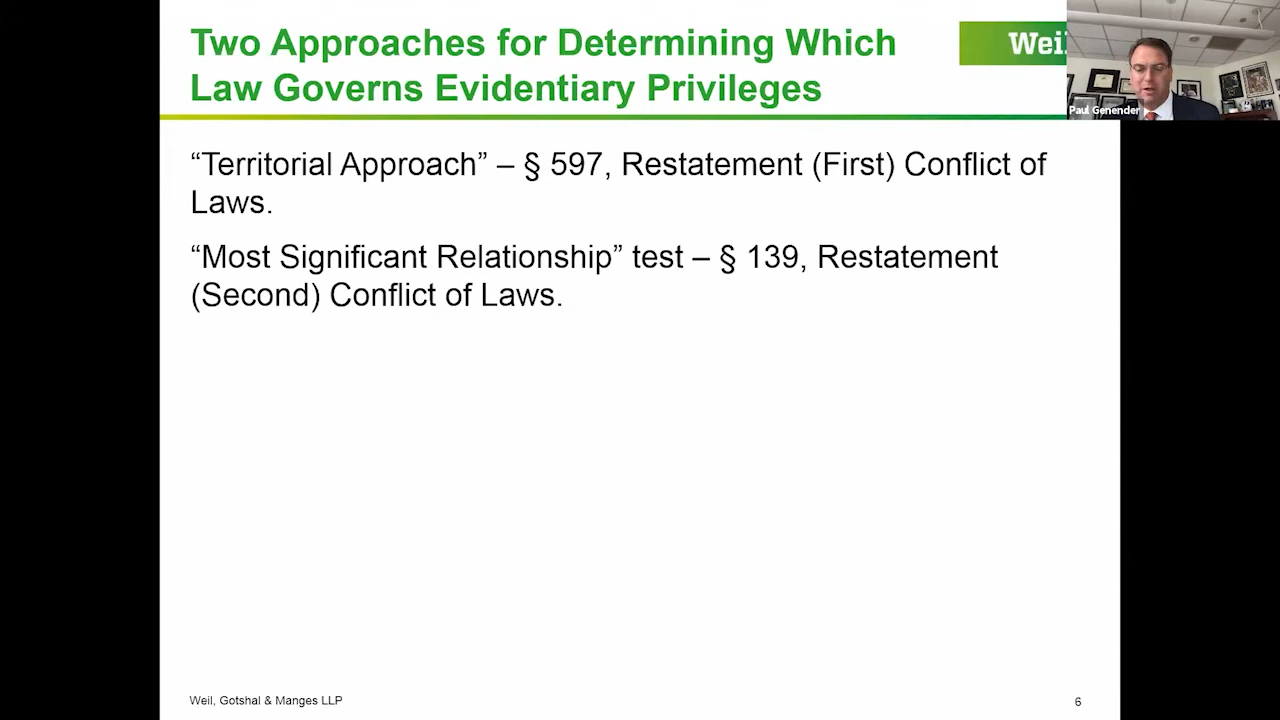 Two Approaches for Determining Which
Law Governs Evidentiary Privileges
Weil
Paul Genender
“Territorial Approach” – § 597, Restatement (First) Conflict of
Laws.
“Most Significant Relationship” test – § 139, Restatement
(Second) Conflict of Laws.
Weil, Gotshal & Manges LLP
6